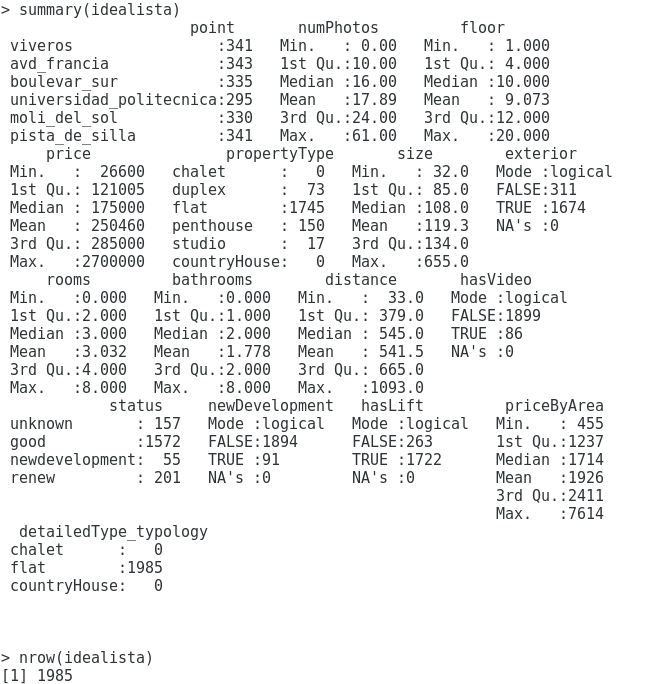 > summary(idealista)
                     point       numPhotos         floor
 viveros                :341   Min.   : 0.00   Min.   : 1.000
 avd_francia            :343   1st Qu.:10.00   1st Qu.: 4.000
 boulevar_sur           :335   Median :16.00   Median :10.000
 universidad_politecnica:295   Mean   :17.89   Mean   : 9.073
 moli_del_sol           :330   3rd Qu.:24.00   3rd Qu.:12.000
 pista_de_silla         :341   Max.   :61.00   Max.   :20.000
     price               propertyType       size        exterior
 Min.   :  26600   chalet      :   0   Min.   : 32.0   Mode :logical
 1st Qu.: 121005   duplex      :  73   1st Qu.: 85.0   FALSE:311
 Median : 175000   flat        :1745   Median :108.0   TRUE :1674
 Mean   : 250460   penthouse   : 150   Mean   :119.3   NA's :0
 3rd Qu.: 285000   studio      :  17   3rd Qu.:134.0
 Max.   :2700000   countryHouse:   0   Max.   :655.0
     rooms         bathrooms        distance       hasVideo
 Min.   :0.000   Min.   :0.000   Min.   :  33.0   Mode :logical
 1st Qu.:2.000   1st Qu.:1.000   1st Qu.: 379.0   FALSE:1899
 Median :3.000   Median :2.000   Median : 545.0   TRUE :86
 Mean   :3.032   Mean   :1.778   Mean   : 541.5   NA's :0
 3rd Qu.:4.000   3rd Qu.:2.000   3rd Qu.: 665.0
 Max.   :8.000   Max.   :8.000   Max.   :1093.0
            status     newDevelopment   hasLift         priceByArea
 unknown       : 157   Mode :logical   Mode :logical   Min.   : 455
 good          :1572   FALSE:1894      FALSE:263       1st Qu.:1237
 newdevelopment:  55   TRUE :91        TRUE :1722      Median :1714
 renew         : 201   NA's :0         NA's :0         Mean   :1926
                                                       3rd Qu.:2411
                                                       Max.   :7614
  detailedType_typology
 chalet      :   0
 flat        :1985
 countryHouse:   0
> nrow(idealista)
[1] 1985